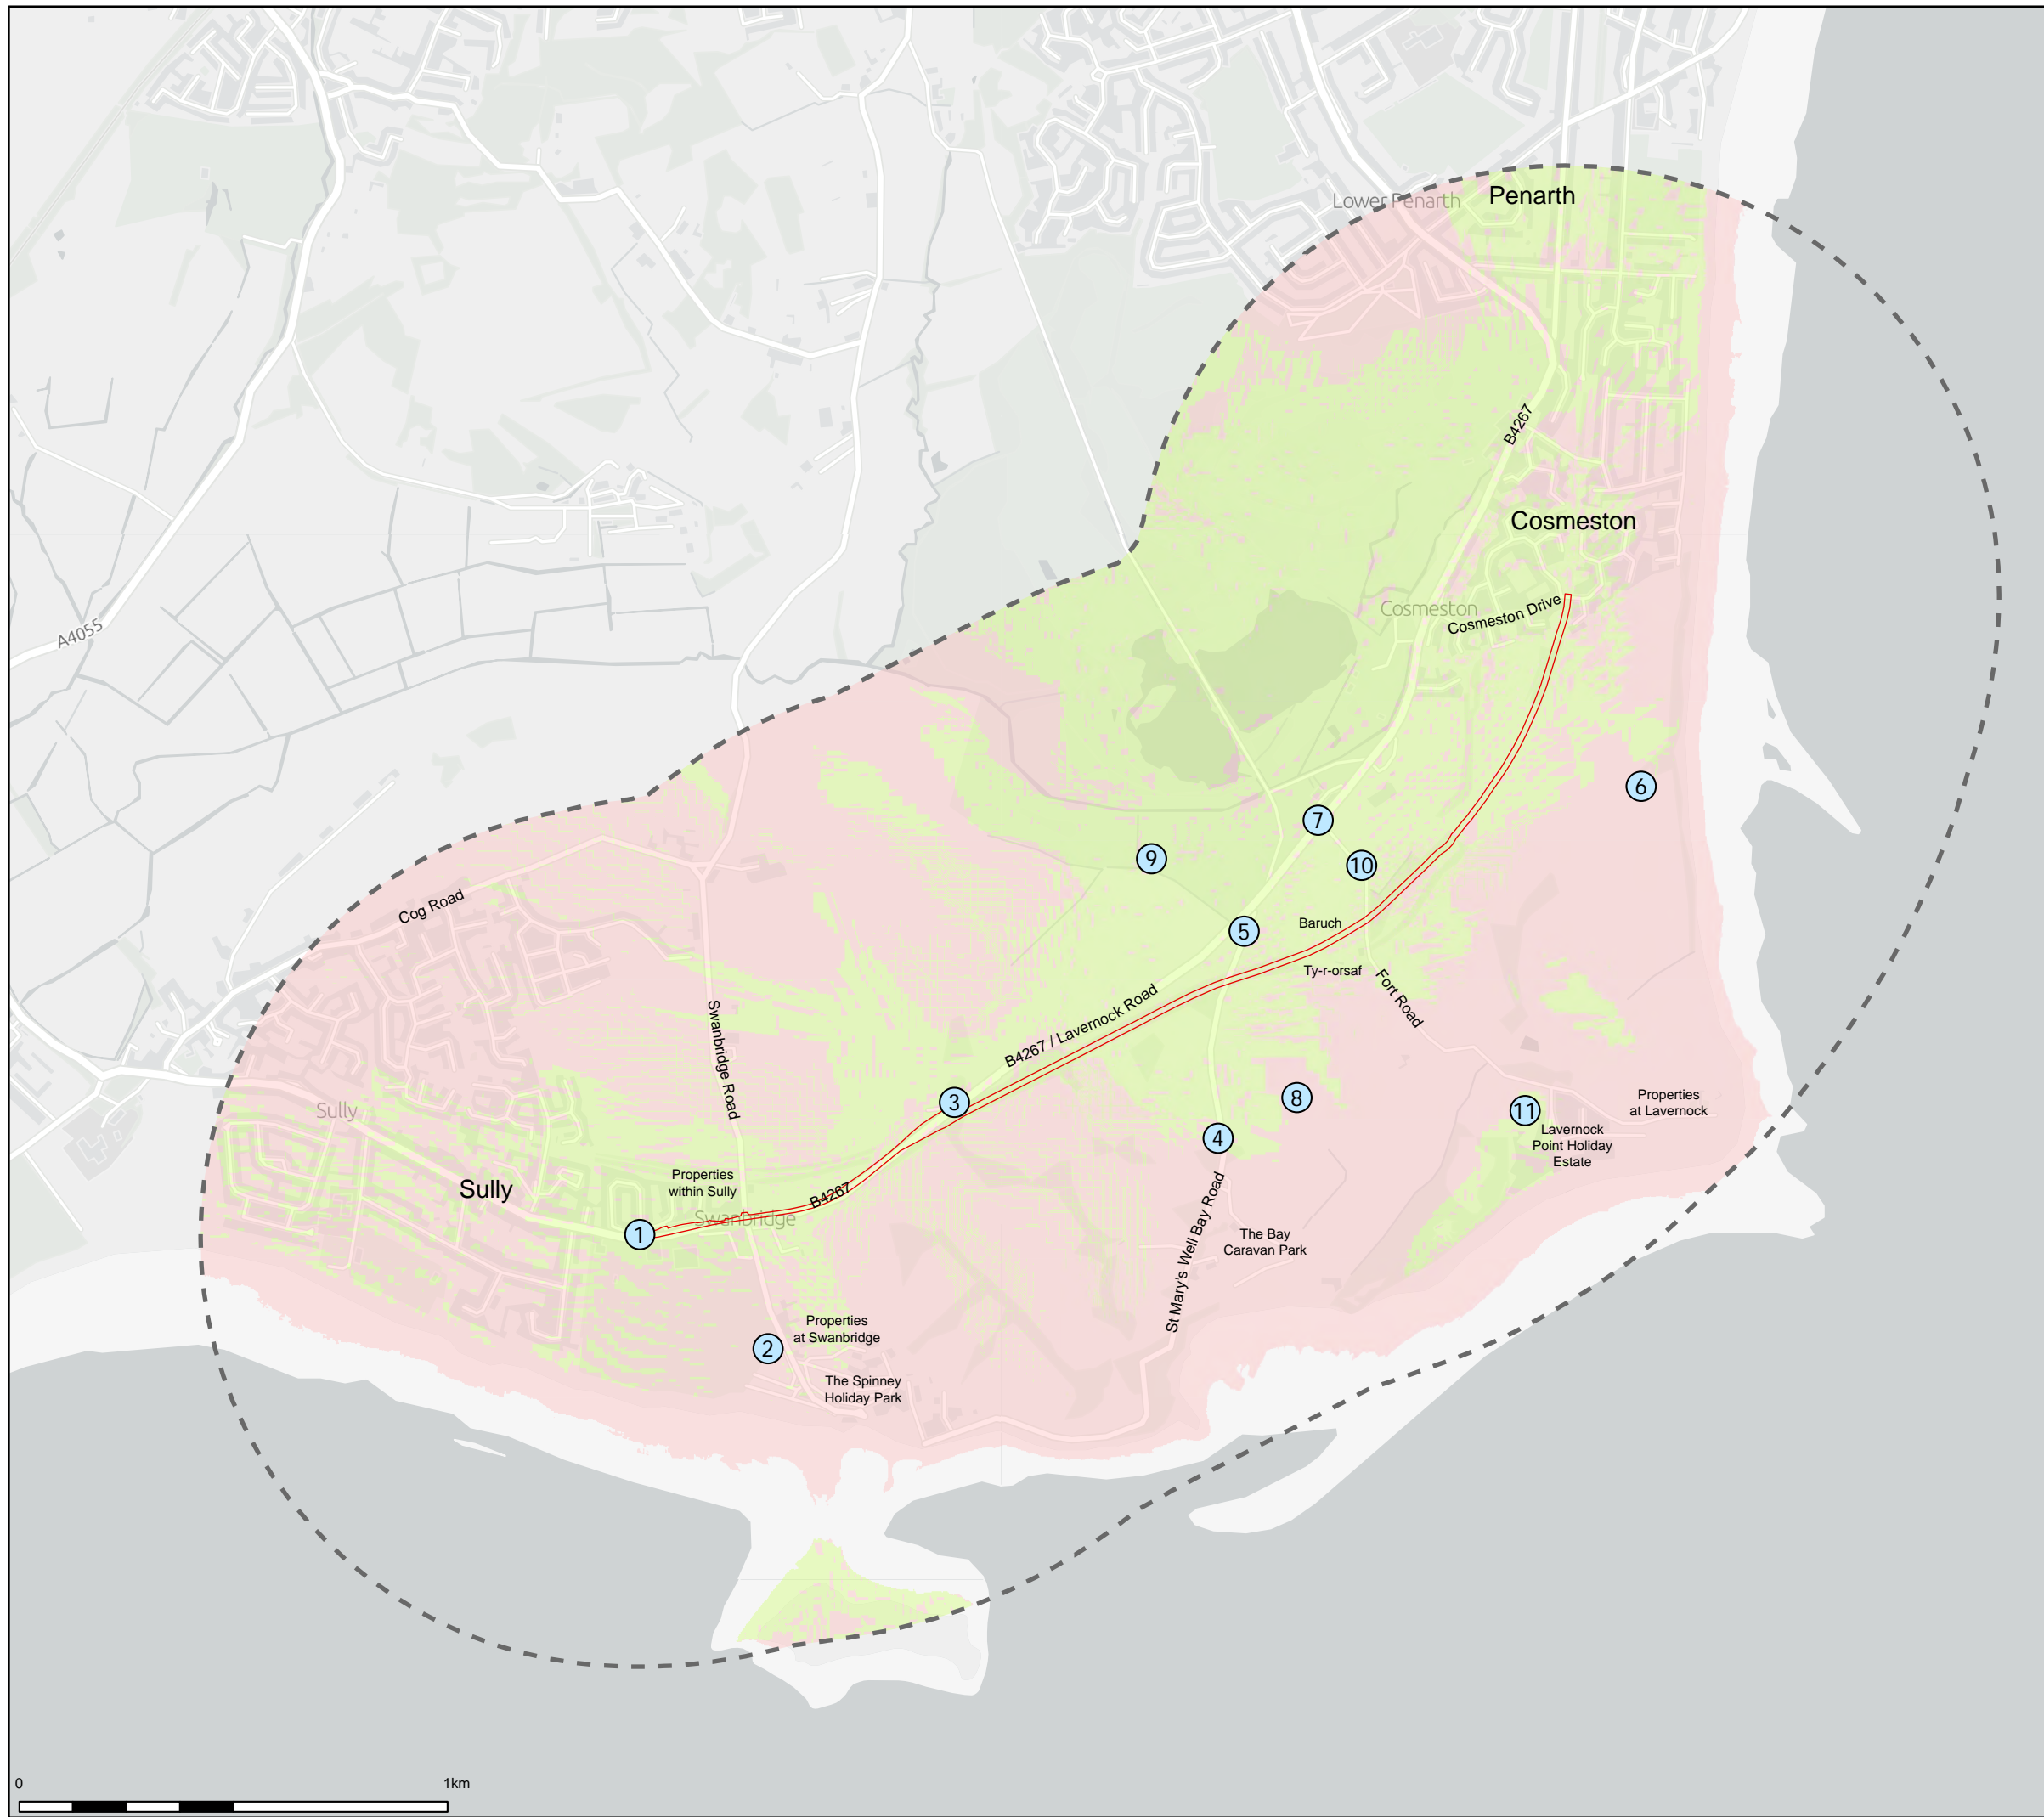 Lower Penarth
Penarth
B4267
Cosmeston
Cosmeston
Cosmeston Drive
A4055
6
7
9
10
Cog Road
5
Baruch
Ty-r-orsaf
Fort Road
Swanbridge Road
B4267 / Lavernock Road
3
8
Sully
11
Properties
at Lavernock
4
Lavernock
Point Holiday
Estate
Sully
Properties
within Sully
B4267
Swanbridge
1
St Mary's Well Bay Road
The Bay
Caravan Park
2
Properties
at Swanbridge
The Spinney
Holiday Park
0
1km